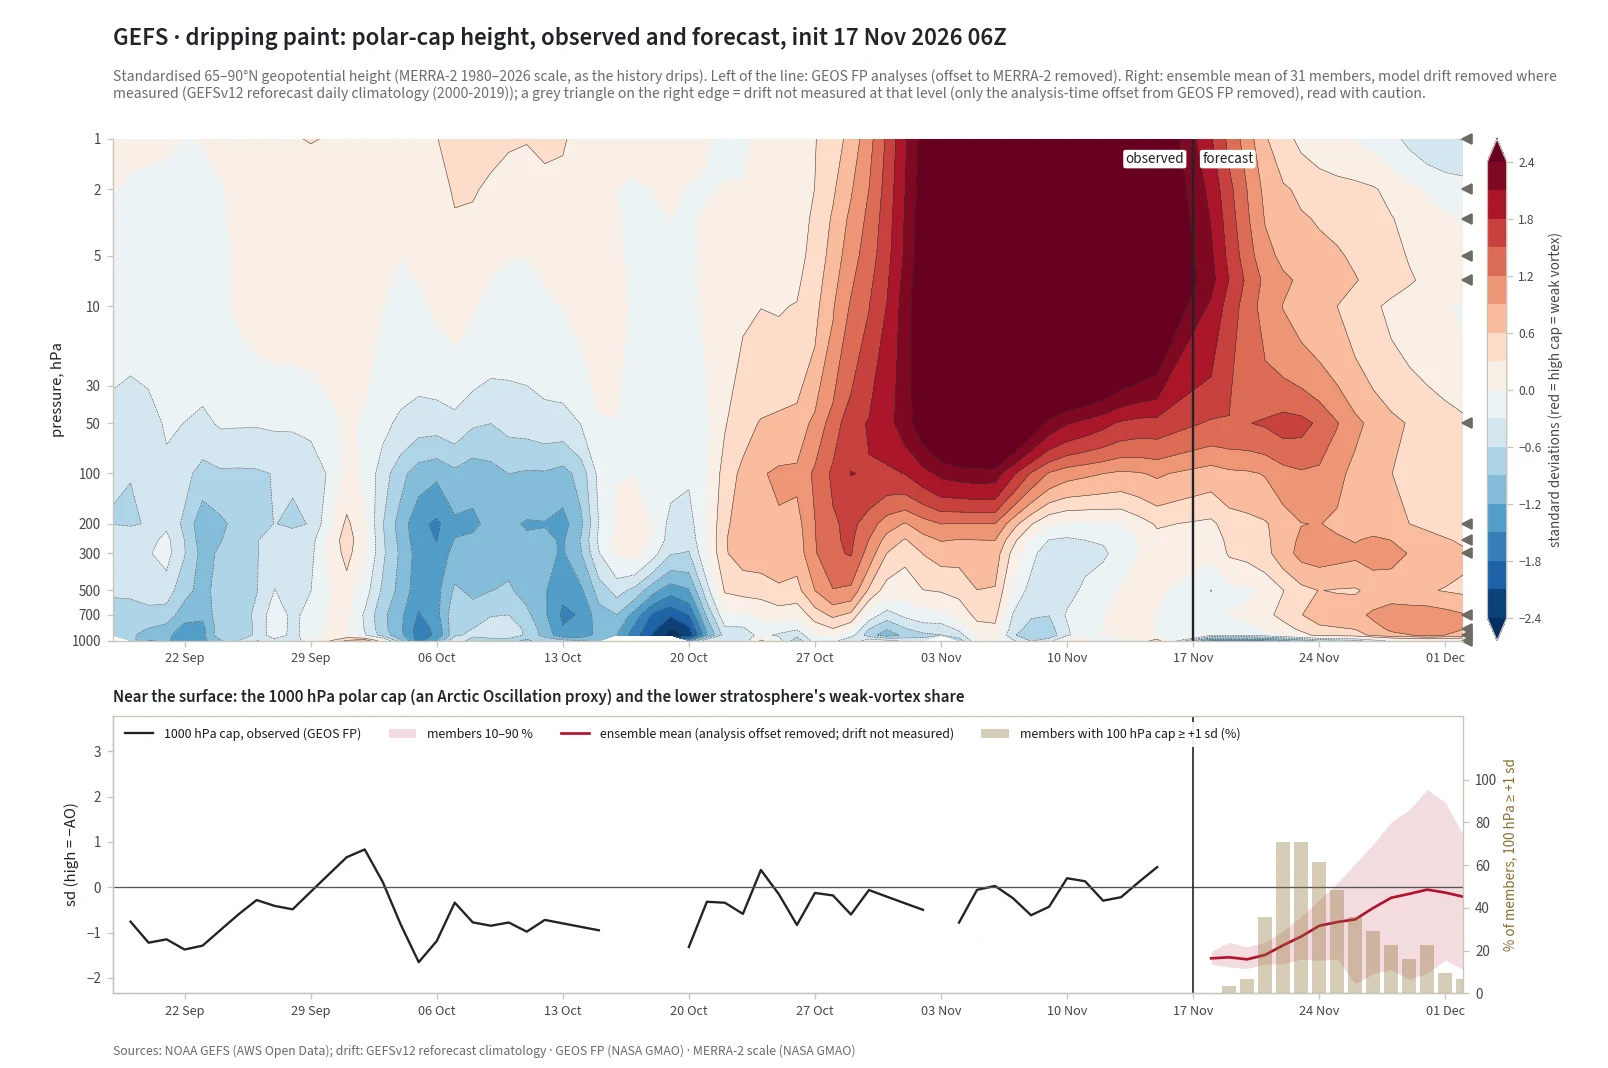 GEFS · dripping paint: polar-cap height, observed and forecast, init 17 Nov 2026 06Z
Standardised 65–90°N geopotential height (MERRA-2 1980–2026 scale, as the history drips). Left of the line: GEOS FP analyses (offset to MERRA-2 removed). Right: ensemble mean of 31 members, model drift removed where
measured (GEFSv12 reforecast daily climatology (2000-2019)); a grey triangle on the right edge = drift not measured at that level (only the analysis-time offset from GEOS FP removed), read with caution.
observed
forecast
pressure, hPa
1
2
5
10
30
50
100
200
300
500
700
1000
22 Sep
29 Sep
06 Oct
13 Oct
20 Oct
27 Oct
03 Nov
10 Nov
17 Nov
24 Nov
01 Dec
2.4
1.8
1.2
0.6
0.0
−0.6
−1.2
−1.8
−2.4
standard deviations (red = high cap = weak vortex)
Near the surface: the 1000 hPa polar cap (an Arctic Oscillation proxy) and the lower stratosphere's weak-vortex share
1000 hPa cap, observed (GEOS FP)
members 10–90 %
ensemble mean (analysis offset removed; drift not measured)
members with 100 hPa cap ≥ +1 sd (%)
sd (high = −AO)
3
2
1
0
−1
−2
100
80
60
40
20
0
% of members, 100 hPa ≥ +1 sd
22 Sep
29 Sep
06 Oct
13 Oct
20 Oct
27 Oct
03 Nov
10 Nov
17 Nov
24 Nov
01 Dec
Sources: NOAA GEFS (AWS Open Data); drift: GEFSv12 reforecast climatology · GEOS FP (NASA GMAO) · MERRA-2 scale (NASA GMAO)